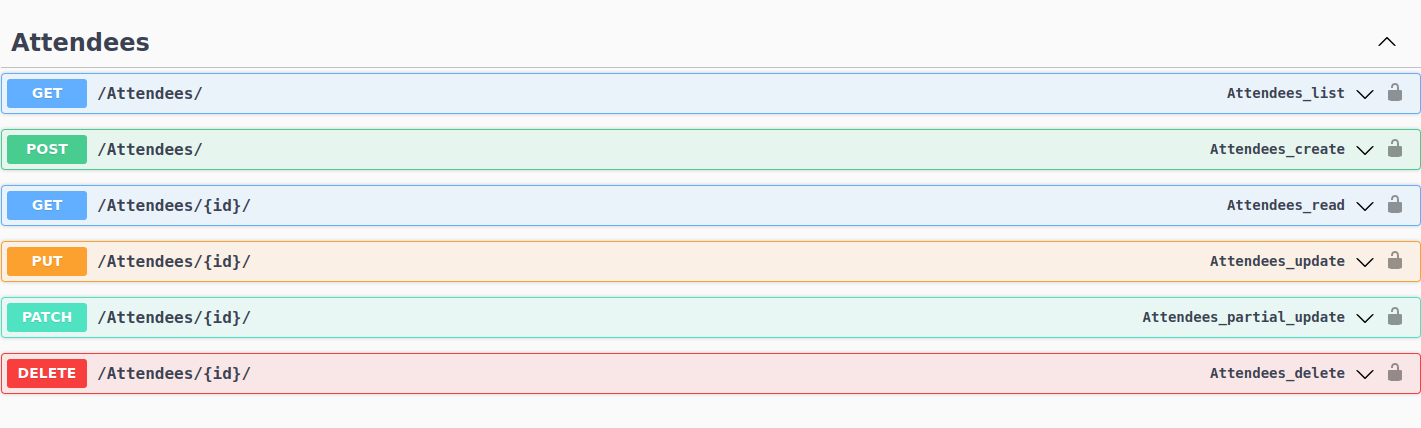 Attendees
GET /Attendees/ Attendees_list
POST /Attendees/ Attendees_create
GET /Attendees/{id}/ Attendees_read
PUT /Attendees/{id}/ Attendees_update
PATCH /Attendees/{id}/ Attendees_partial_update
DELETE /Attendees/{id}/ Attendees_delete